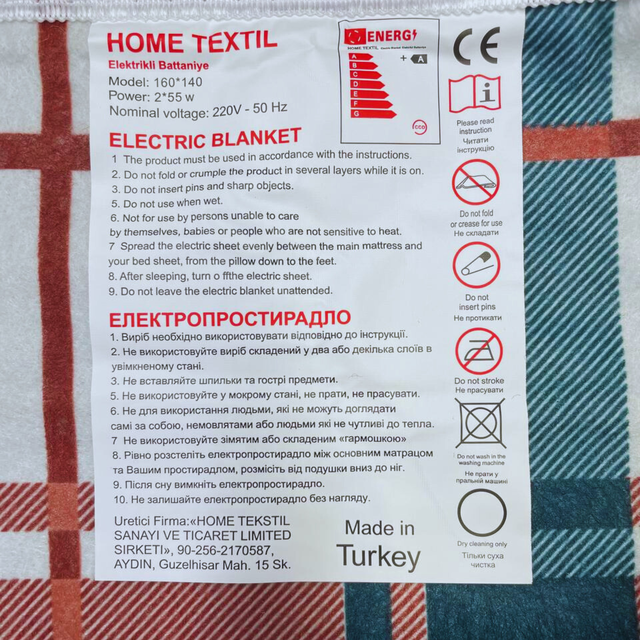 HOME TEXTIL
Elektrikli Battaniye
Model: 160*140
Power: 2*55 w
Nominal voltage: 220V - 50 Hz
ENERG
HOME TEXTIL
A
B
C
D
E
F
G
+ A
CE
Please read
instruction
Читати
інструкцію
ELECTRIC BLANKET
1 The product must be used in accordance with the instructions.
2. Do not fold or crumple the product in several layers while it is on.
3. Do not insert pins and sharp objects.
5. Do not use when wet.
6. Not for use by persons unable to care
by themselves, babies or people who are not sensitive to heat.
7 Spread the electric sheet evenly between the main mattress and
your bed sheet, from the pillow down to the feet.
8. After sleeping, turn o ffthe electric sheet.
9. Do not leave the electric blanket unattended.
Do not fold
or crease for use
Не складати
Do not
insert pins
Не протикати
ЕЛЕКТРОПРОСТИРАДЛО
1. Виріб необхідно використовувати відповідно до інструкції.
2. Не використовуйте виріб складений у два або декілька слоїв в
увімкненому стані.
3. Не вставляйте шпильки та гострі предмети.
5. Не використовуйте у мокрому стані, не прати, не прасувати.
6. Не для використання людьми, які не можуть доглядати
самі за собою, немовлятами або людьми які не чутливі до тепла.
7 Не використовуйте зімятим або складеним «гармошкою»
8. Рівно розстеліть електропростирадло між основним матрацом
та Вашим простирадлом, розмість від подушки вниз до ніг.
9. Після сну вимкніть електропростирадло.
10. Не залишайте електропростирадло без нагляду.
Do not stroke
Не прасувати
Do not wash in the
washing machine
Не прати у
пральній машині
Dry cleaning only
Тільки суха
чистка
Uretici Firma:«HOME TEKSTIL
SANAYI VE TICARET LIMITED
SIRKETI», 90-256-2170587,
AYDIN, Guzelhisar Mah. 15 Sk.
Made in
Turkey